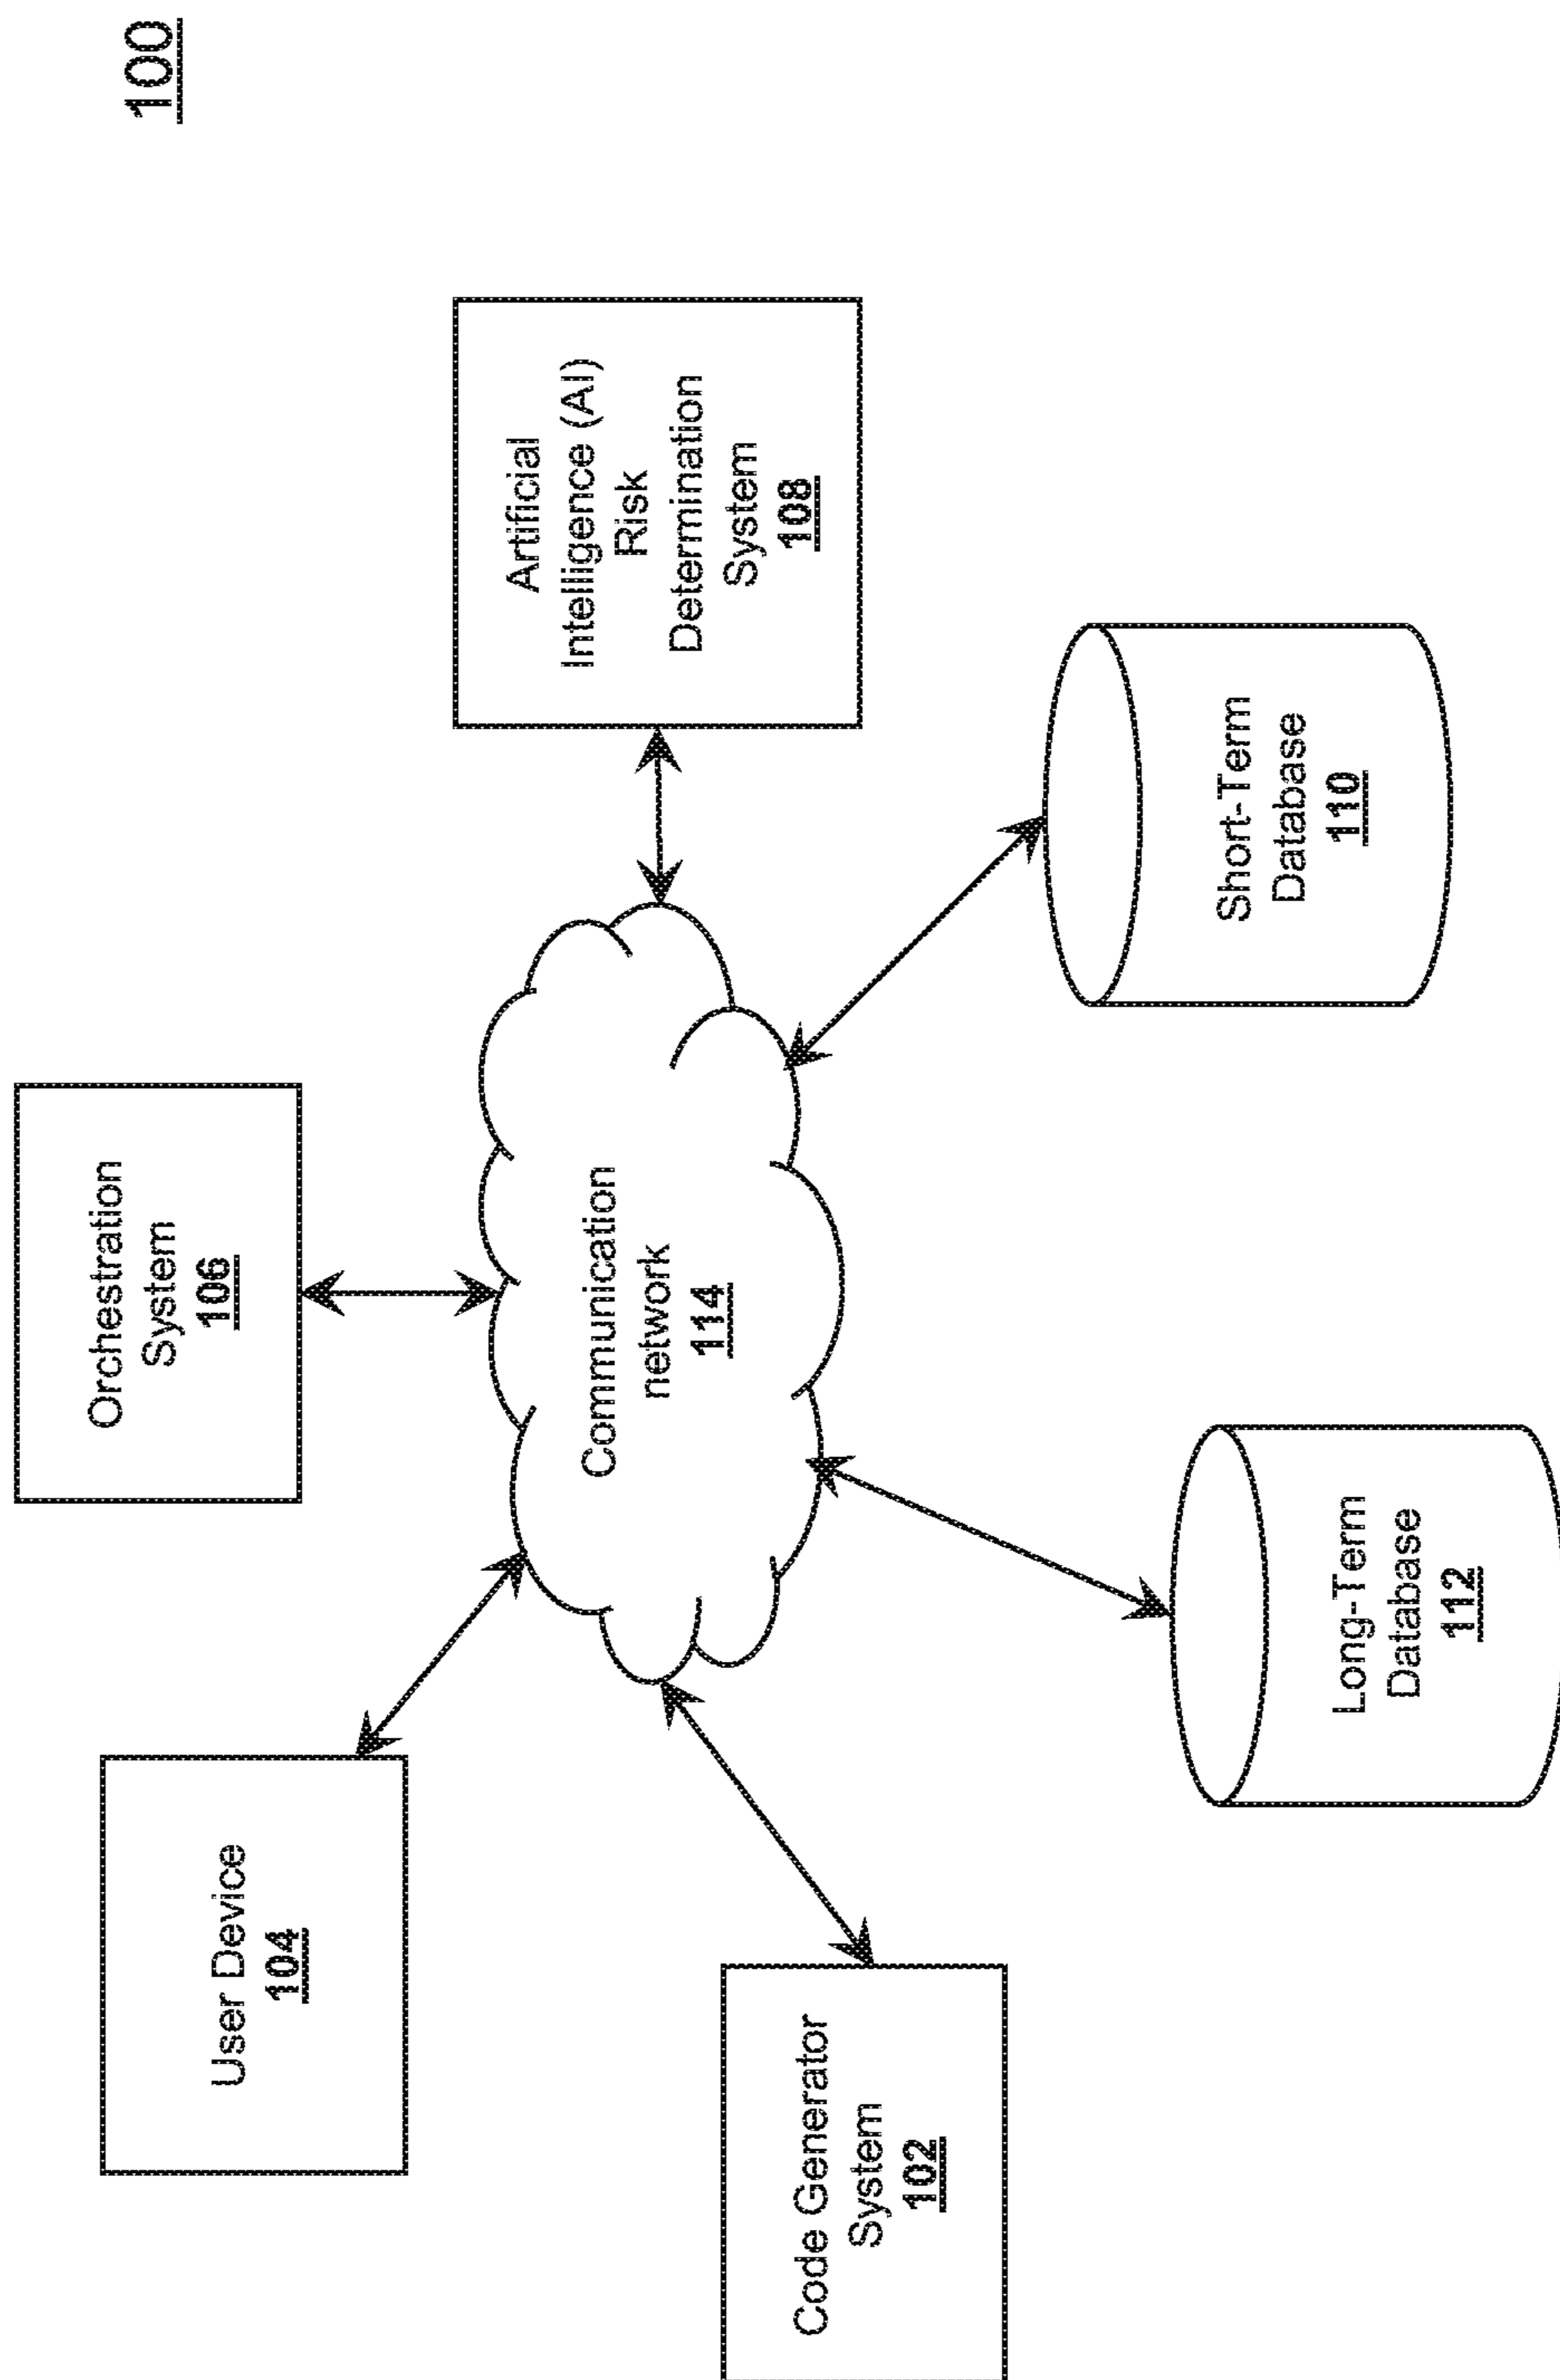 100
Orchestration
System
106
User Device
104
Artificial
Intelligence (AI)
Risk
Determination
System
108
Communication
network
114
Code Generator
System
102
Short-Term
Database
110
Long-Term
Database
112